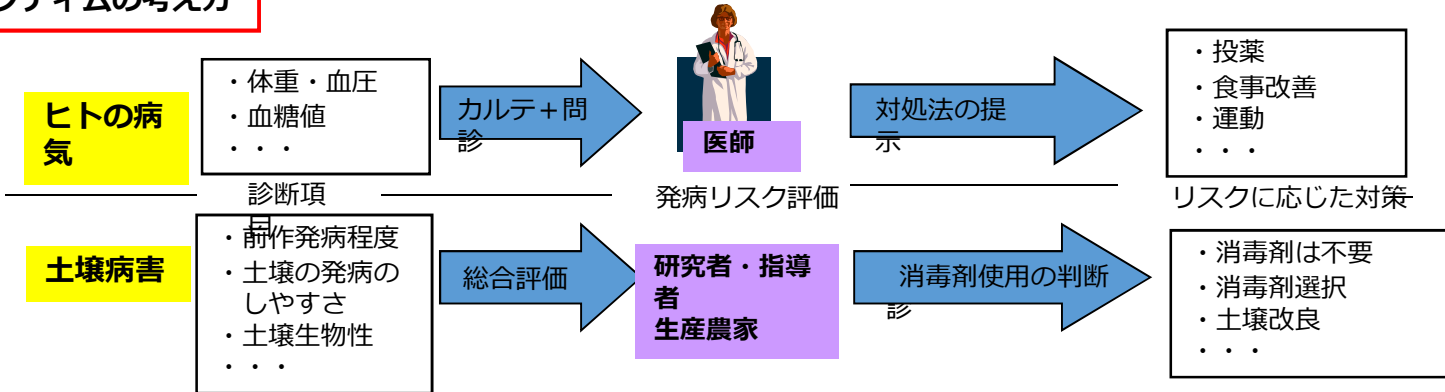 の考え方
ヒトの病
気
・体重・血圧
・血糖値
・・・
カルテ＋問
診
医師
対処法の提
示
・投薬
・食事改善
・運動
・・・
診断項
目
発病リスク評価
リスクに応じた対策
土壌病害
・前作発病程度
・土壌の発病の
しやすさ
・土壌生物性
・・・
総合評価
研究者・指導
者
生産農家
消毒剤使用の判断
診
・消毒剤は不要
・消毒剤選択
・土壌改良
・・・